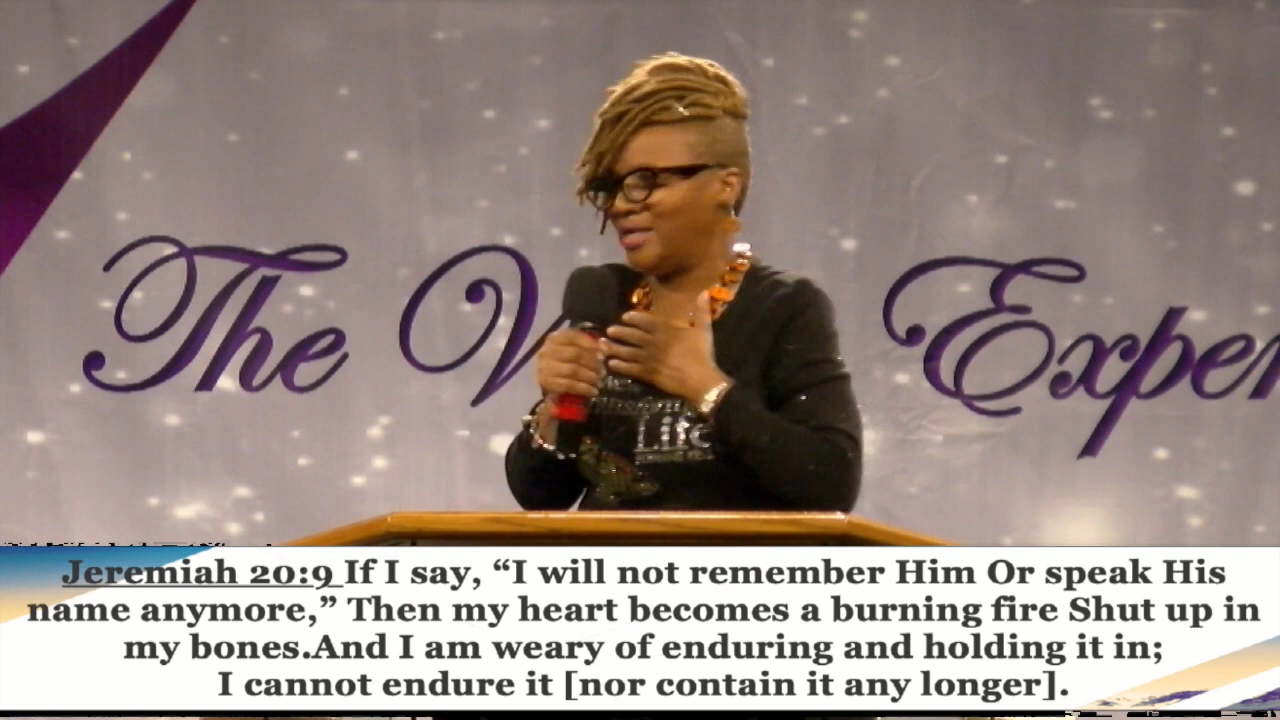 The V Exper
Life
Jeremiah 20:9 If I say, “I will not remember Him Or speak His
name anymore,” Then my heart becomes a burning fire Shut up in
my bones.And I am weary of enduring and holding it in;
I cannot endure it [nor contain it any longer].